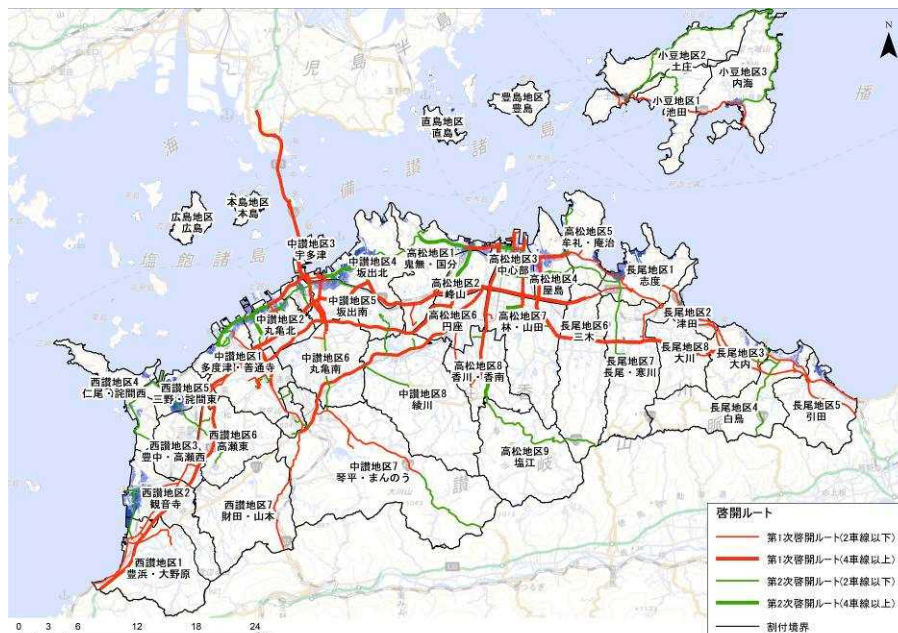 N
児島半島
播
備讃諸島
塩飽諸島
海
小豆地区2
土庄
小豆地区3
内海
小豆地区1
池田
豊島地区
豊島
直島地区
直島
本島地区
本島
広島地区
広島
中讃地区3
宇多津
中讃地区4
坂出北
高松地区1
鬼無・国分
高松地区3
中心部
高松地区5
牟礼・庵治
高松地区2
峰山
高松地区4
屋島
長尾地区1
志度
中讃地区5
坂出南
中讃地区2
丸亀北
高松地区6
円座
高松地区7
林・山田
長尾地区6
三木
長尾地区2
津田
長尾地区8
大川
長尾地区3
大内
中讃地区1
多度津・善通寺
中讃地区6
丸亀南
高松地区8
香川・香南
長尾地区7
長尾・寒川
中讃地区8
綾川
長尾地区4
白鳥
長尾地区5
引田
西讃地区4
仁尾・詫間西
西讃地区5
三野・詫間東
西讃地区6
高瀬東
西讃地区3
豊中・高瀬西
高松地区9
塩江
中讃地区7
琴平・まんのう
西讃地区2
観音寺
西讃地区7
財田・山本
西讃地区1
豊浜・大野原
啓開ルート
第1次啓開ルート(2車線以下)
第1次啓開ルート(4車線以上)
第2次啓開ルート(2車線以下)
第2次啓開ルート(4車線以上)
割付境界
0 3 6 12 18 24